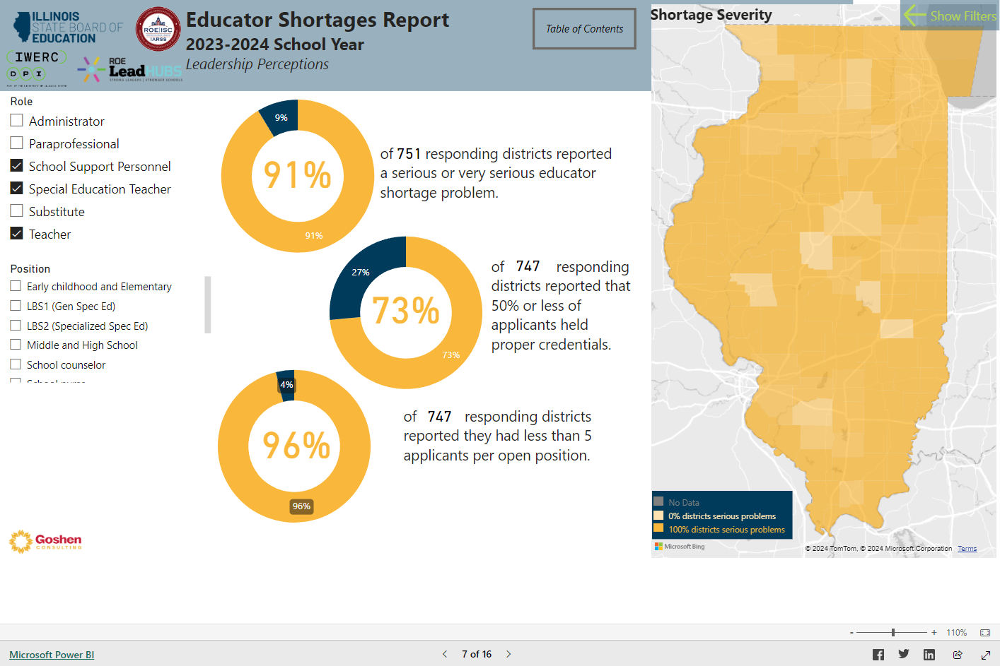 ILLINOIS
STATE BOARD OF
EDUCATION
ROE/ISC
IARSS
IWERC
DPI
ROE
LeadHUBS
STRONG LEADERS | STRONGER SCHOOLS
Educator Shortages Report
2023-2024 School Year
Leadership Perceptions
Table of Contents
Shortage Severity
Show Filters
Role
Administrator
Paraprofessional
School Support Personnel
Special Education Teacher
Substitute
Teacher
Position
Early childhood and Elementary
LBS1 (Gen Spec Ed)
LBS2 (Specialized Spec Ed)
Middle and High School
School counselor
9%
91%
91%
of 751 responding districts reported
a serious or very serious educator
shortage problem.
27%
73%
73%
of 747 responding
districts reported that
50% or less of
applicants held
proper credentials.
4%
96%
96%
of 747 responding districts
reported they had less than 5
applicants per open position.
Goshen
CONSULTING
No Data
0% districts serious problems
100% districts serious problems
Microsoft Bing
© 2024 TomTom, © 2024 Microsoft Corporation Terms
- + 110%
Microsoft Power BI
< 7 of 16 >